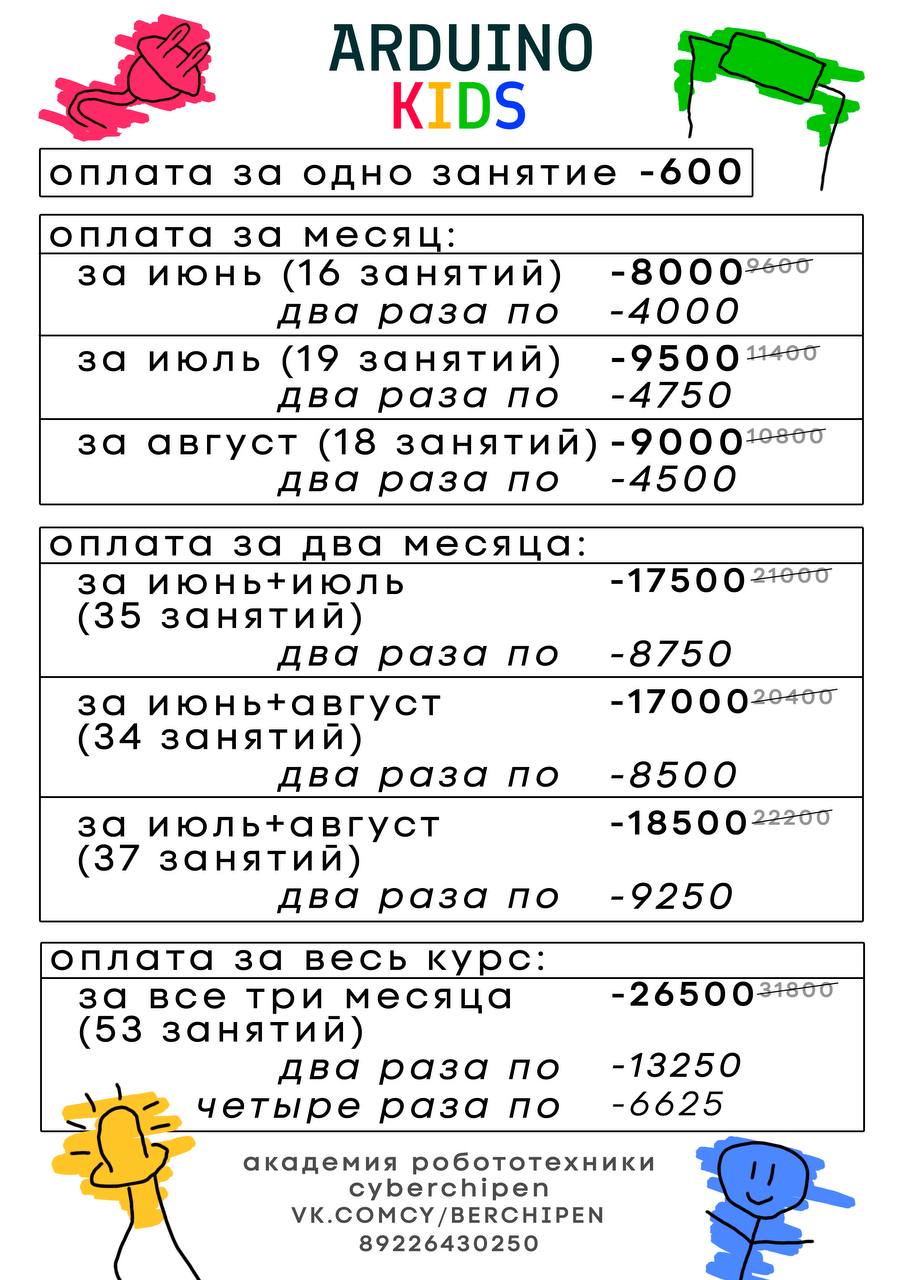 ARDUINO
KIDS
оплата за одно занятие -600
оплата за месяц:
за июнь (16 занятий) -8000 9600
два раза по -4000
за июль (19 занятий) -9500 11400
два раза по -4750
за август (18 занятий) -9000 10800
два раза по -4500
оплата за два месяца:
за июнь+июль -17500 21000
(35 занятий)
два раза по -8750
за июнь+август -17000 20400
(34 занятий)
два раза по -8500
за июль+август -18500 22200
(37 занятий)
два раза по -9250
оплата за весь курс:
за все три месяца -26500 31800
(53 занятий)
два раза по -13250
четыре раза по -6625
академия робототехники
cyberchipen
VK.COMCY/BERCHIPEN
89226430250